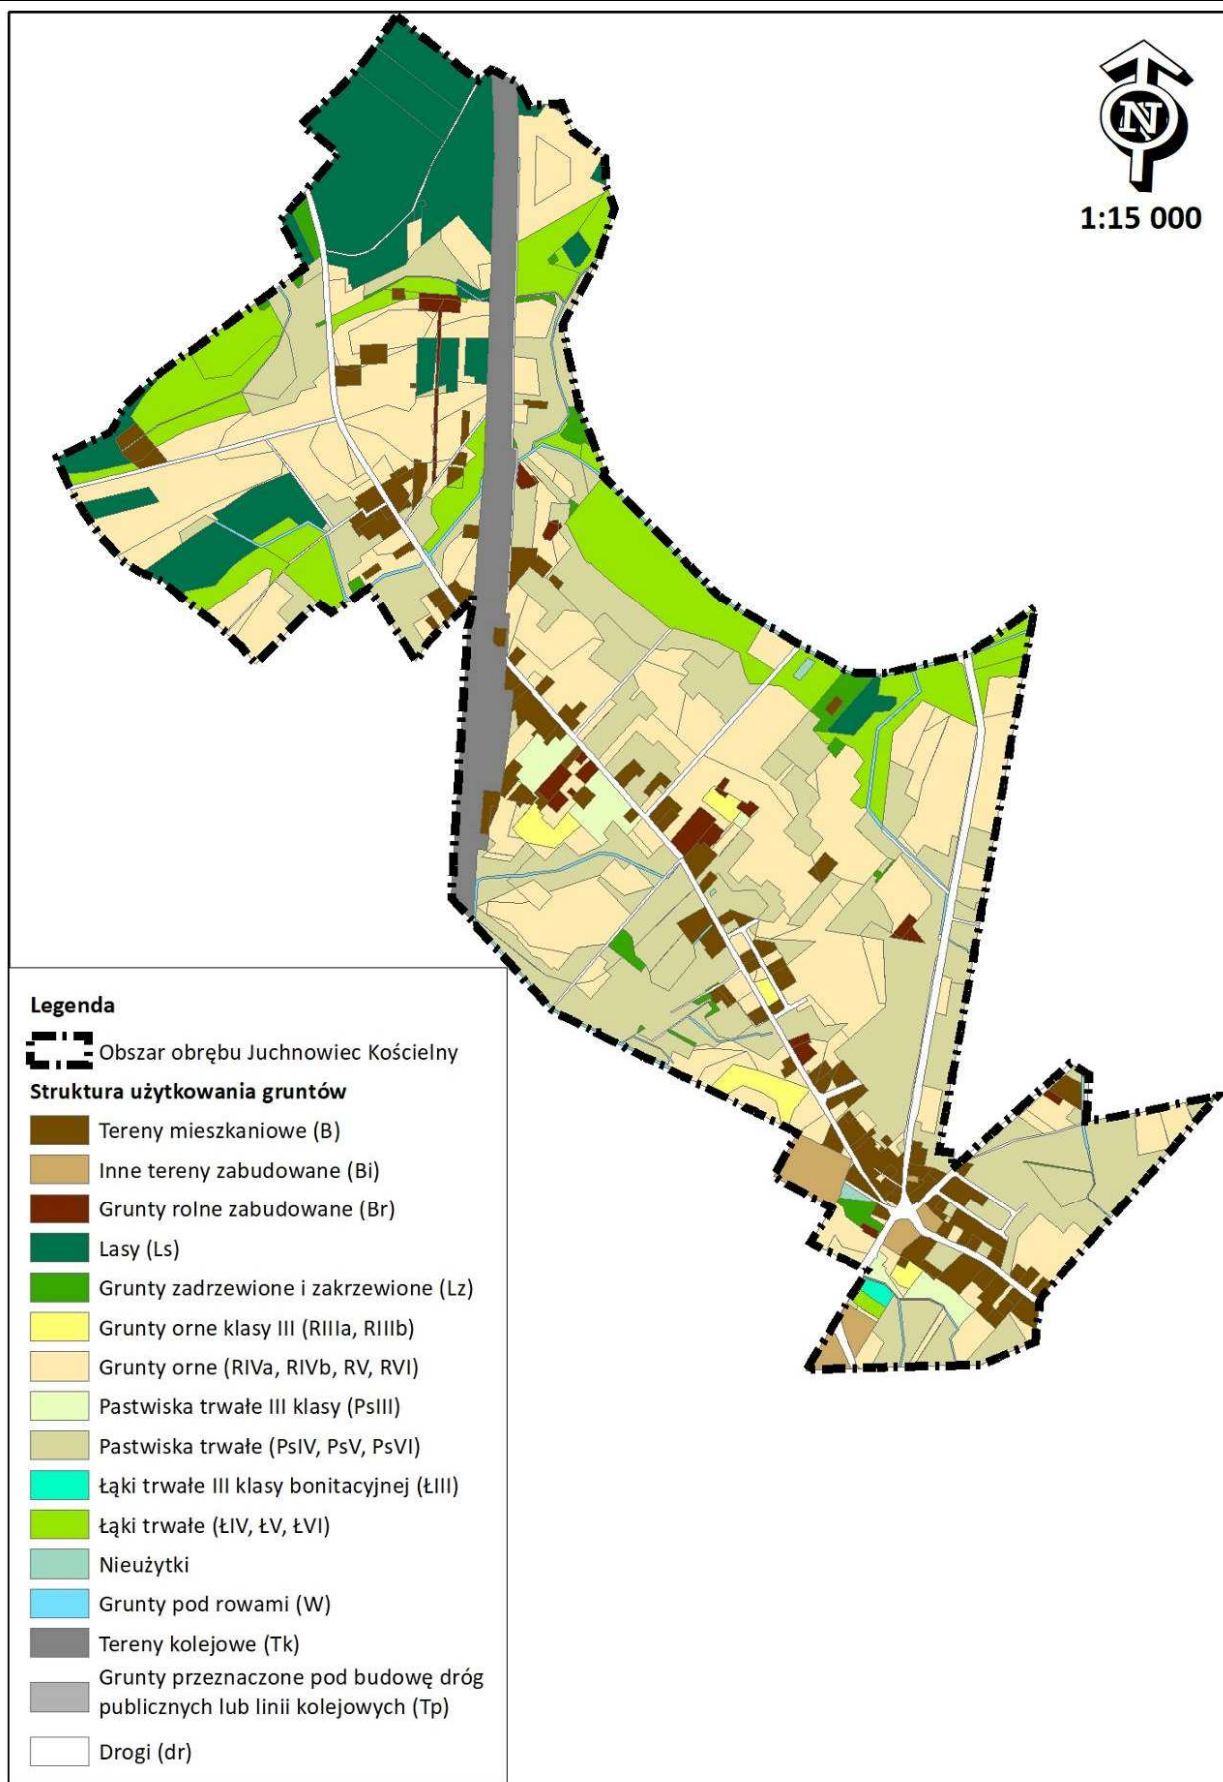 N
1:15 000
Legenda
Obszar obrębu Juchnowiec Kościelny
Struktura użytkowania gruntów
Tereny mieszkaniowe (B)
Inne tereny zabudowane (Bi)
Grunty rolne zabudowane (Br)
Lasy (Ls)
Grunty zadrzewione i zakrzewione (Lz)
Grunty orne klasy III (RIIIa, RIIIb)
Grunty orne (RIVa, RIVb, RV, RVI)
Pastwiska trwałe III klasy (PsIII)
Pastwiska trwałe (PsIV, PsV, PsVI)
Łąki trwałe III klasy bonitacyjnej (ŁIII)
Łąki trwałe (ŁIV, ŁV, ŁVI)
Nieużytki
Grunty pod rowami (W)
Tereny kolejowe (Tk)
Grunty przeznaczone pod budowę dróg
publicznych lub linii kolejowych (Tp)
Drogi (dr)